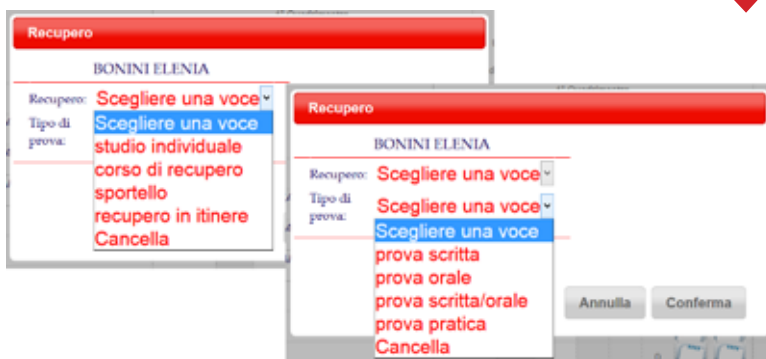 Recupero
BONINI ELENIA
Recupero: Scegliere una voce
Tipo di prova:
Scegliere una voce
studio individuale
corso di recupero
sportello
recupero in itinere
Cancella
Recupero
BONINI ELENIA
Recupero: Scegliere una voce
Tipo di prova: Scegliere una voce
Scegliere una voce
prova scritta
prova orale
prova scritta/orale
prova pratica
Cancella
Annulla Conferma